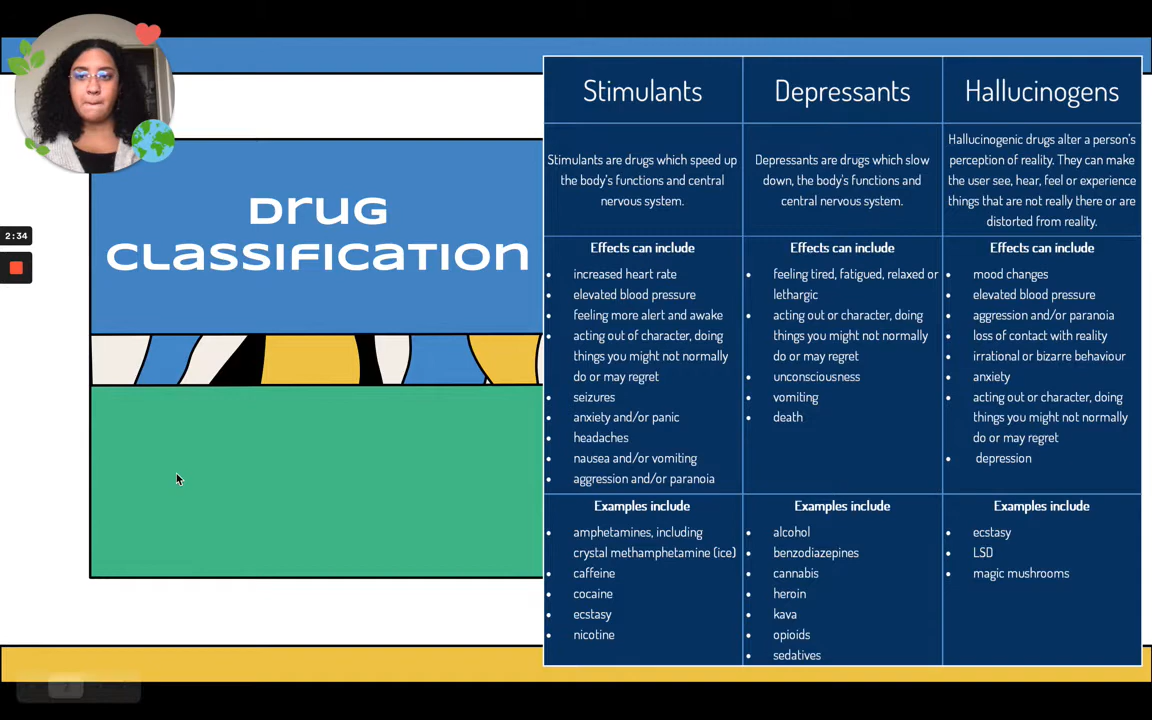 2:34
Drug
Classification
Stimulants
Stimulants are drugs which speed up
the body's functions and central
nervous system.
Effects can include
• increased heart rate
• elevated blood pressure
• feeling more alert and awake
• acting out of character, doing
things you might not normally
do or may regret
• seizures
• anxiety and/or panic
• headaches
• nausea and/or vomiting
• aggression and/or paranoia
Examples include
• amphetamines, including
crystal methamphetamine (ice)
• caffeine
• cocaine
• ecstasy
• nicotine
Depressants
Depressants are drugs which slow
down, the body's functions and
central nervous system.
Effects can include
• feeling tired, fatigued, relaxed or
lethargic
• acting out or character, doing
things you might not normally
do or may regret
• unconsciousness
• vomiting
• death
Examples include
• alcohol
• benzodiazepines
• cannabis
• heroin
• kava
• opioids
• sedatives
Hallucinogens
Hallucinogenic drugs alter a person's
perception of reality. They can make
the user see, hear, feel or experience
things that are not really there or are
distorted from reality.
Effects can include
• mood changes
• elevated blood pressure
• aggression and/or paranoia
• loss of contact with reality
• irrational or bizarre behaviour
• anxiety
• acting out or character, doing
things you might not normally
do or may regret
• depression
Examples include
• ecstasy
• LSD
• magic mushrooms